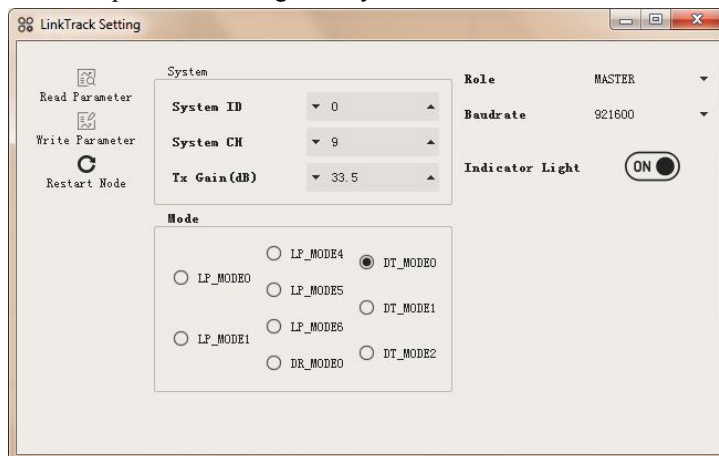 LinkTrack Setting
Read Parameter
Write Parameter
Restart Node
System
System ID 0
System CH 9
Tx Gain(dB) 33.5
Role MASTER
Baudrate 921600
Indicator Light ON
Mode
LP_MODE0
LP_MODE1
LP_MODE4
LP_MODE5
LP_MODE6
DR_MODE0
DT_MODE0
DT_MODE1
DT_MODE2